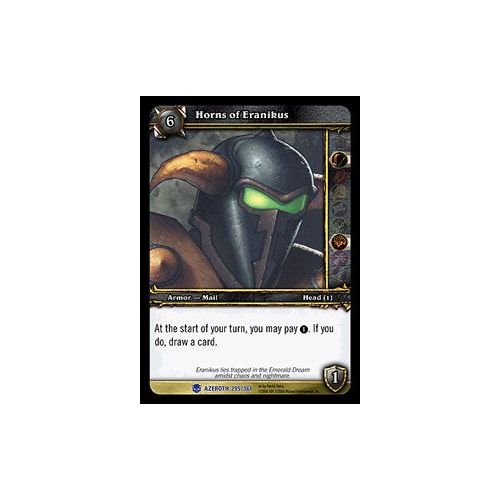 6
Horns of Eranikus
Armor — Mail Head (1)
At the start of your turn, you may pay 1. If you
do, draw a card.
Eranikus lies trapped in the Emerald Dream
amidst chaos and nightmare.
AZEROTH 295/361
1